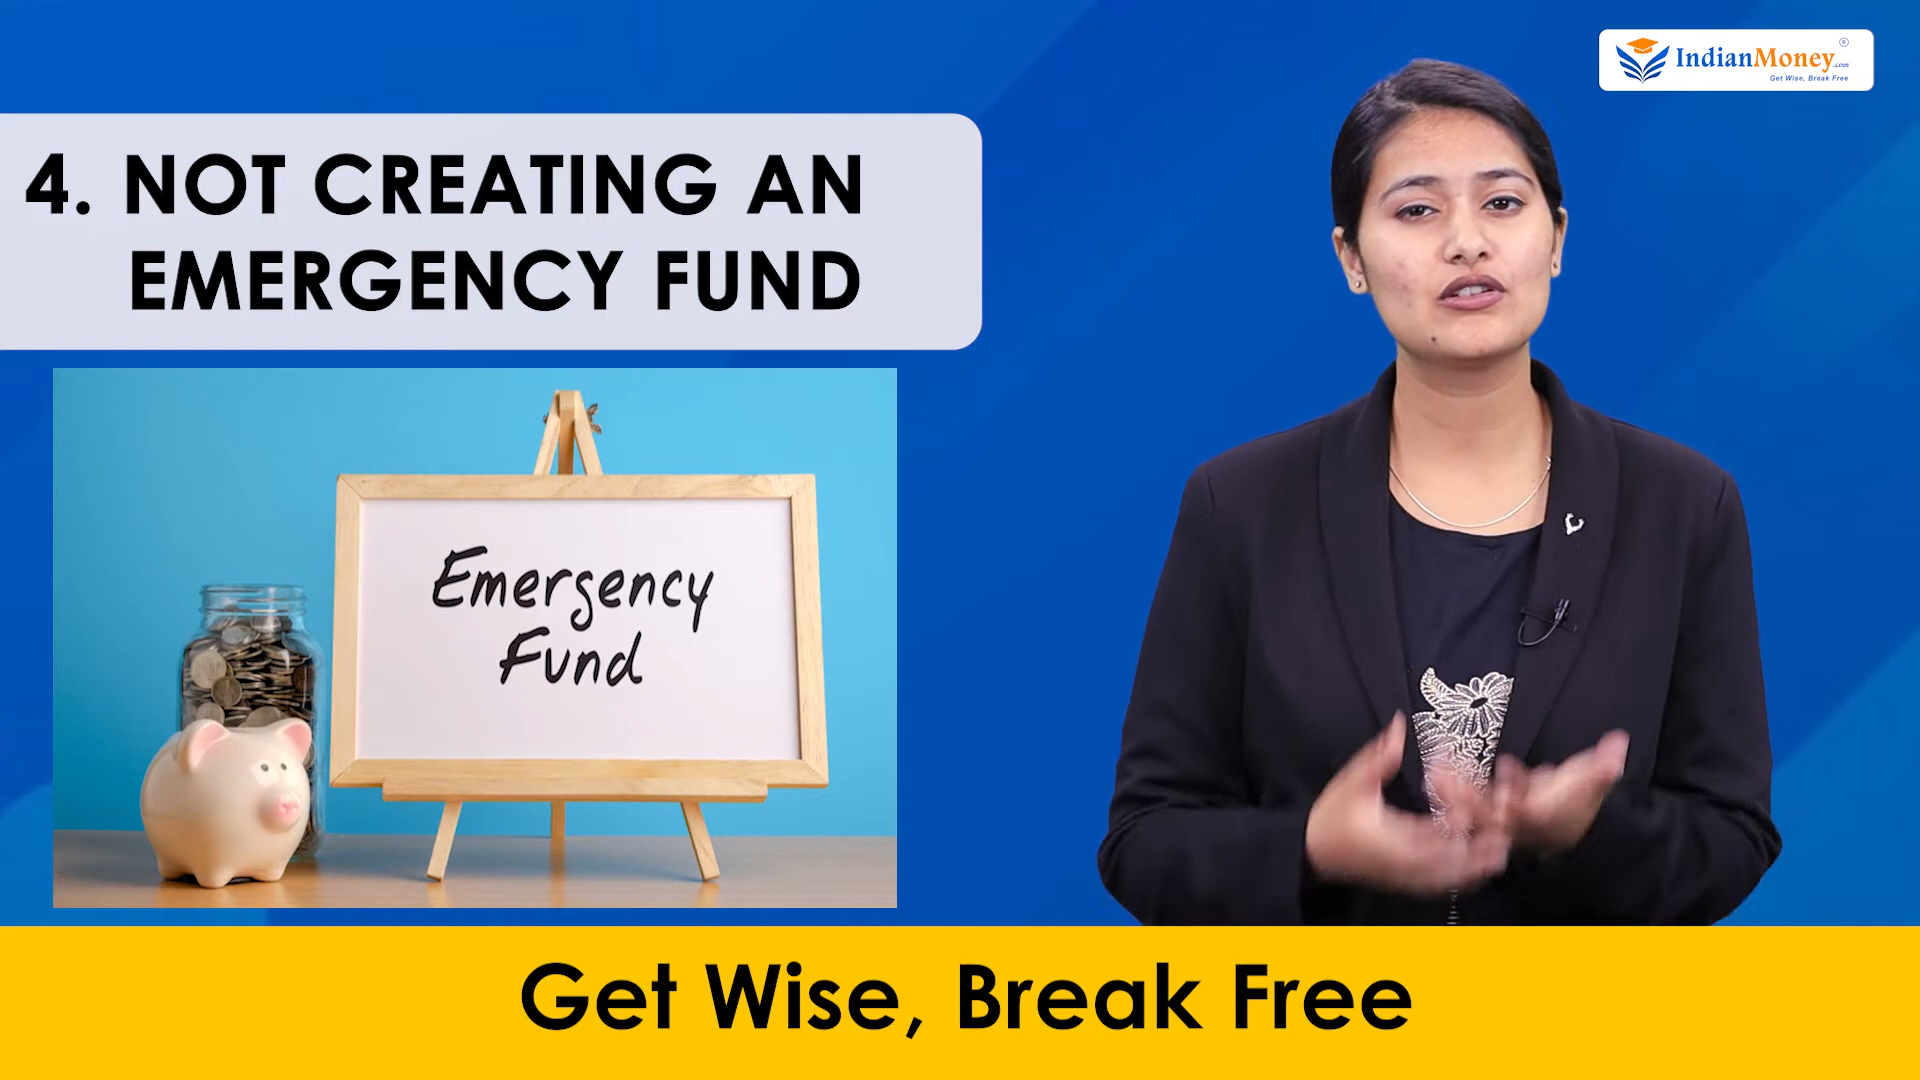 IndianMoney.com®
Get Wise, Break Free
4. NOT CREATING AN
EMERGENCY FUND
Emergency
Fund
Get Wise, Break Free